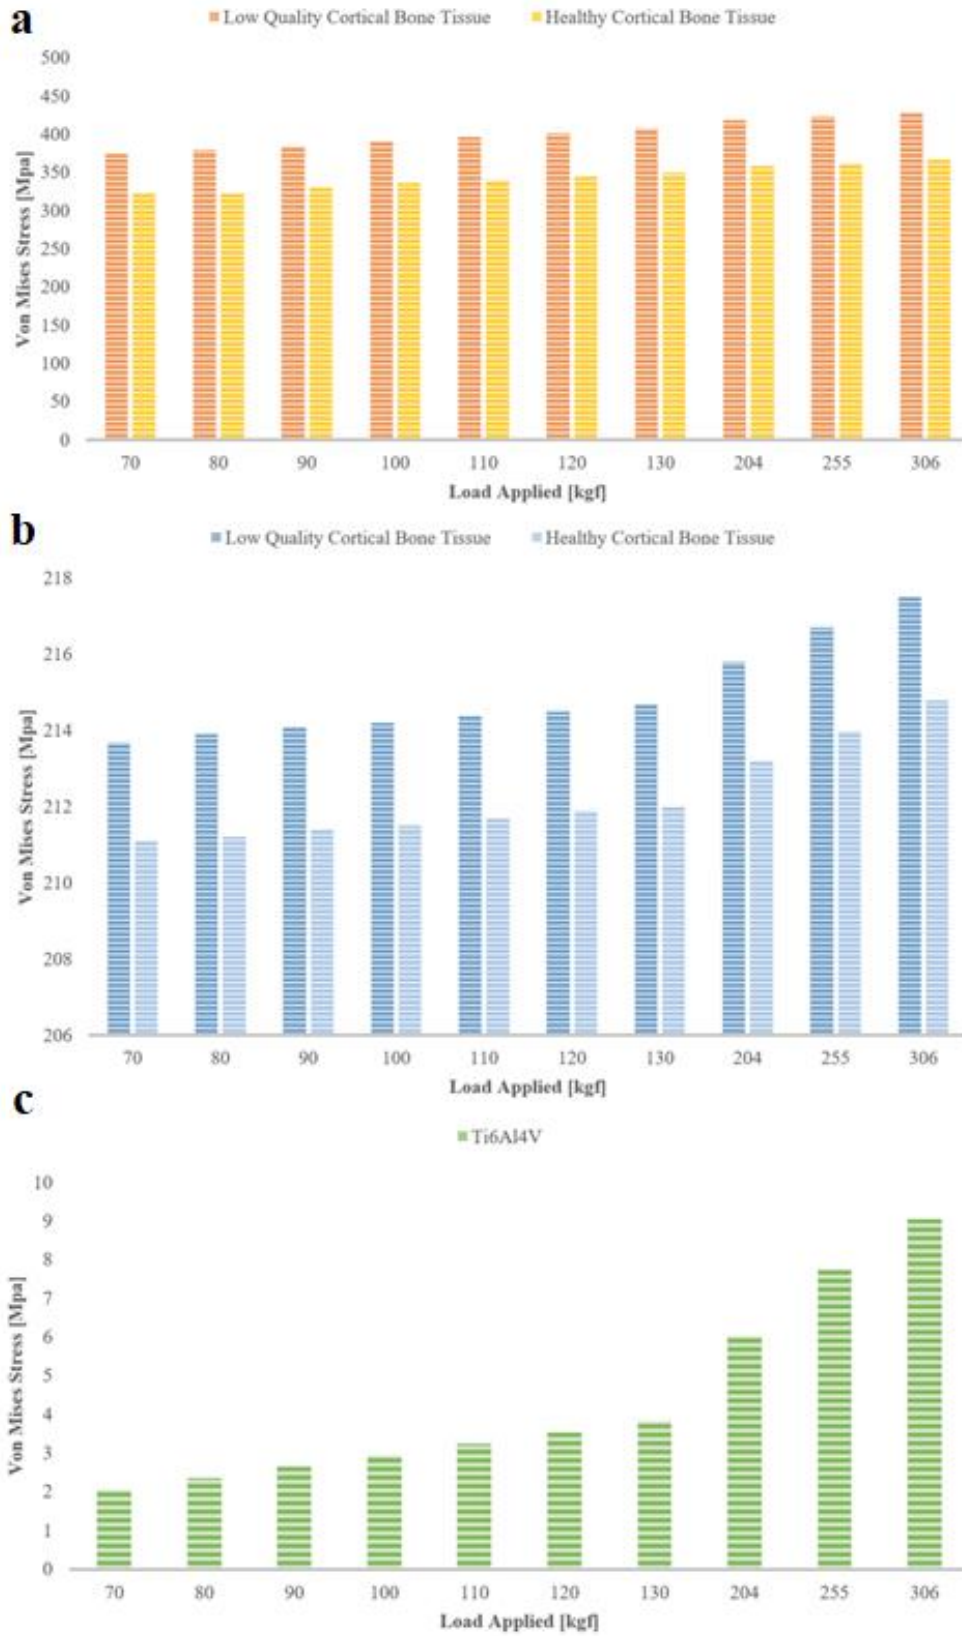 a
Low Quality Cortical Bone Tissue Healthy Cortical Bone Tissue
500
450
400
350
300
250
200
150
100
50
0
Von Mises Stress [Mpa]
70 80 90 100 110 120 130 204 255 306
Load Applied [kgf]
b
Low Quality Cortical Bone Tissue Healthy Cortical Bone Tissue
218
216
214
212
210
208
206
Von Mises Stress [Mpa]
70 80 90 100 110 120 130 204 255 306
Load Applied [kgf]
c
Ti6Al4V
10
9
8
7
6
5
4
3
2
1
0
Von Mises Stress [Mpa]
70 80 90 100 110 120 130 204 255 306
Load Applied [kgf]